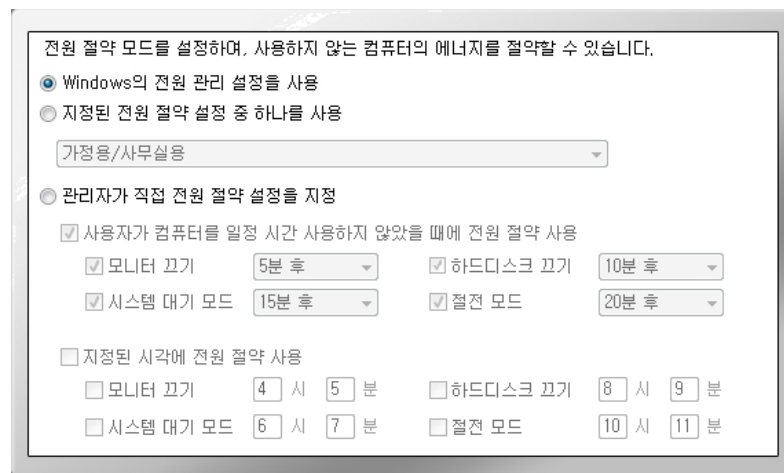 전원 절약 모드를 설정하며, 사용하지 않는 컴퓨터의 에너지를 절약할 수 있습니다.
Windows의 전원 관리 설정을 사용
지정된 전원 절약 설정 중 하나를 사용
가정용/사무실용
관리자가 직접 전원 절약 설정을 지정
사용자가 컴퓨터를 일정 시간 사용하지 않았을 때에 전원 절약 사용
모니터 끄기 5분 후 하드디스크 끄기 10분 후
시스템 대기 모드 15분 후 절전 모드 20분 후
지정된 시각에 전원 절약 사용
모니터 끄기 4 시 5 분 하드디스크 끄기 8 시 9 분
시스템 대기 모드 6 시 7 분 절전 모드 10 시 11 분